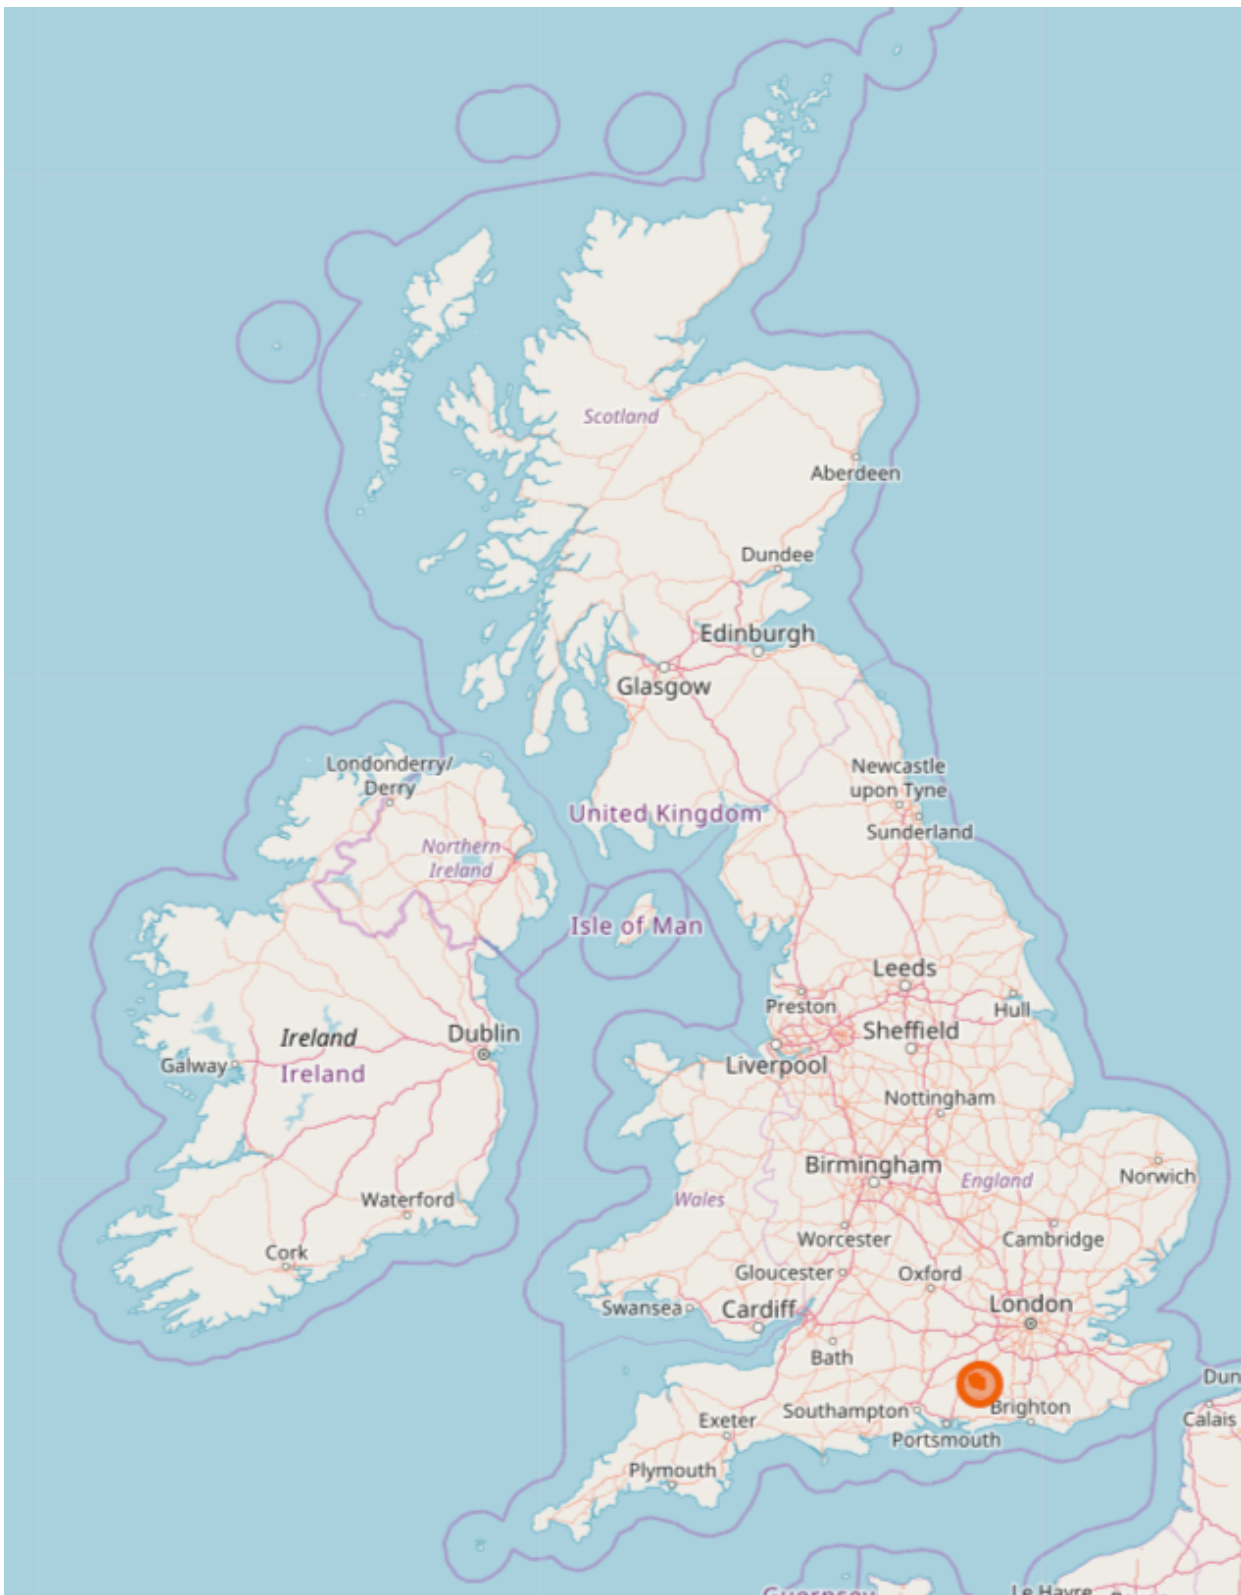 Scotland
Aberdeen
Dundee
Edinburgh
Glasgow
Londonderry/
Derry
Newcastle
upon Tyne
United Kingdom
Sunderland
Northern
Ireland
Isle of Man
Leeds
Preston
Hull
Ireland
Dublin
Sheffield
Galway
Liverpool
Ireland
Nottingham
Birmingham
England
Norwich
Wales
Waterford
Worcester
Cambridge
Cork
Gloucester
Oxford
Swansea
Cardiff
London
Bath
Dun
Southampton
Brighton
Exeter
Calais
Portsmouth
Plymouth
Guernsey
Le Havre